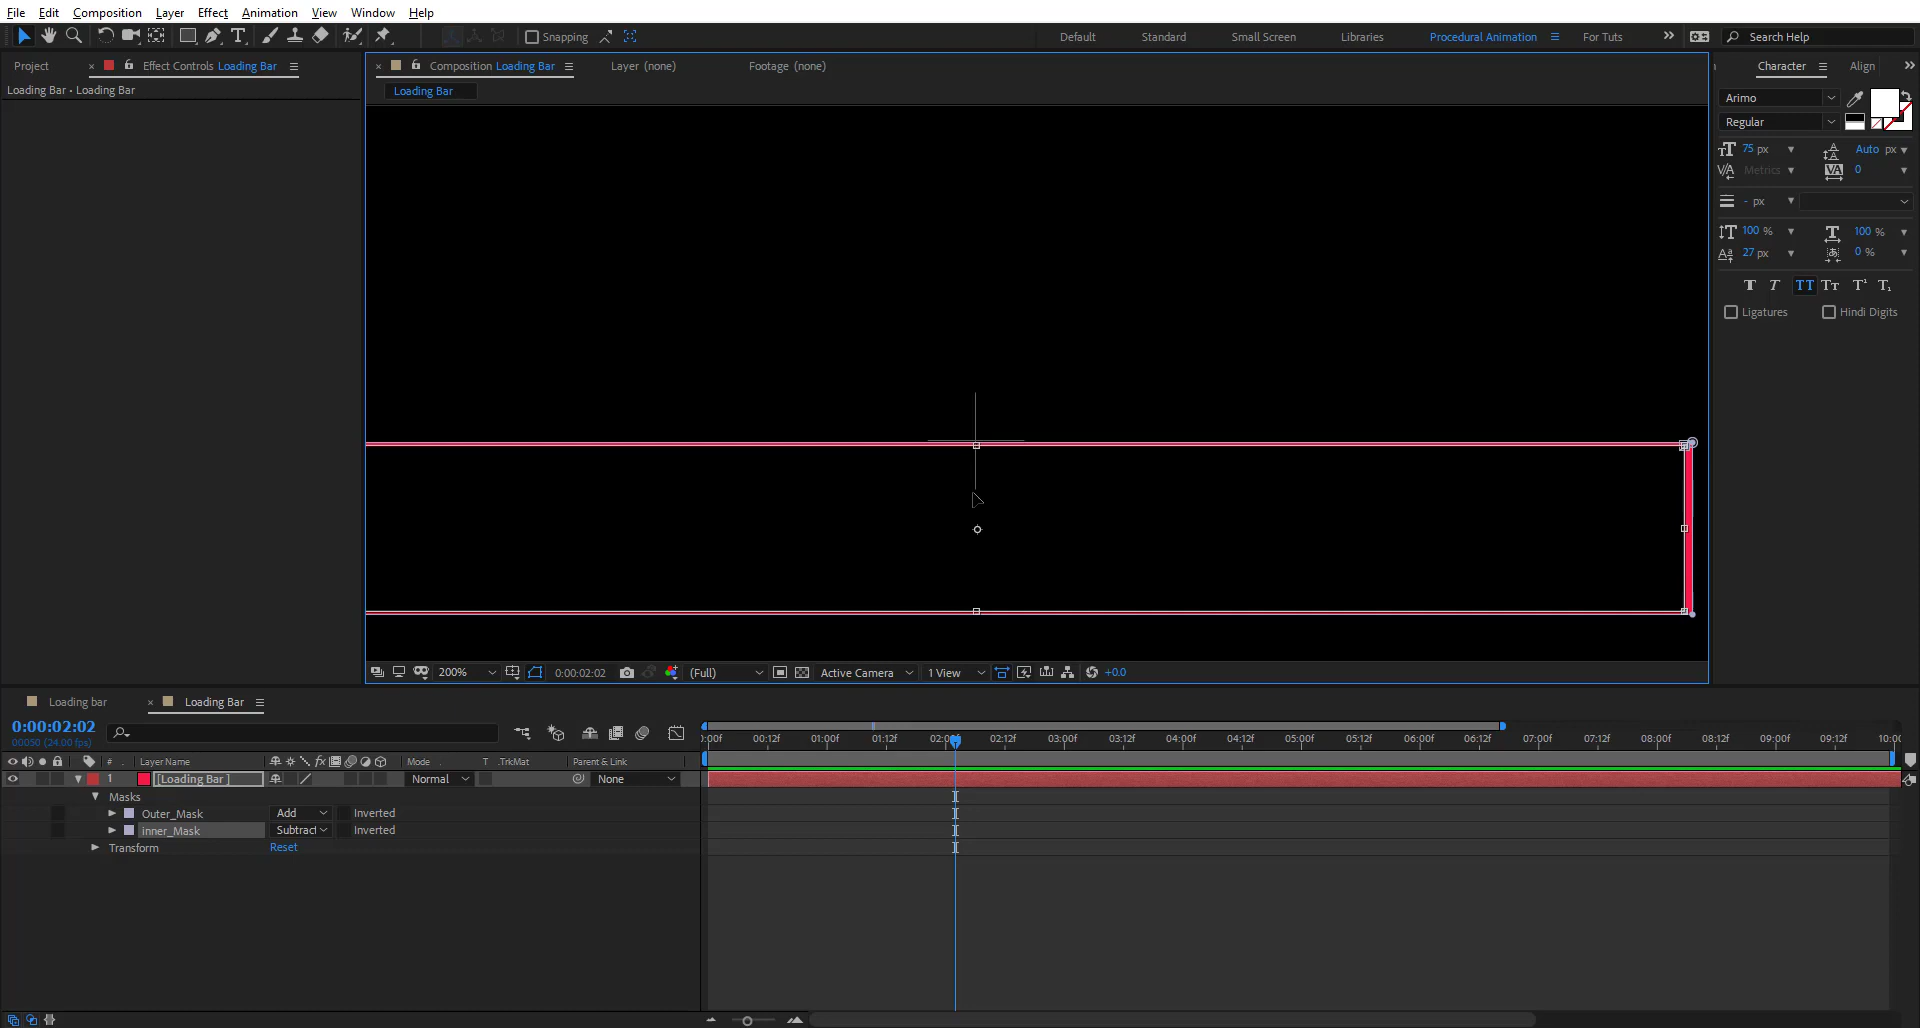 File Edit Composition Layer Effect Animation View Window Help
Snapping Default Standard Small Screen Libraries Procedural Animation For Tuts Search Help
Project Effect Controls Loading Bar Composition Loading Bar Layer (none) Footage (none) Character Align
Loading Bar • Loading Bar Loading Bar
Arimo
Regular
75 px Auto px
Metrics 0
- px
100 % 100 %
27 px 0 %
T T TT Tт T¹ T₁
Ligatures Hindi Digits
200% 0:00:02:02 (Full) Active Camera 1 View +0.0
Loading bar Loading Bar
0:00:02:02
00050 (24.00 fps)
:00f 00:12f 01:00f 01:12f 02:00f 02:12f 03:00f 03:12f 04:00f 04:12f 05:00f 05:12f 06:00f 06:12f 07:00f 07:12f 08:00f 08:12f 09:00f 09:12f 10:00
# Layer Name Mode T .TrkMat Parent & Link
1 [Loading Bar ] Normal None
Masks
Outer_Mask Add Inverted
inner_Mask Subtract Inverted
Transform Reset